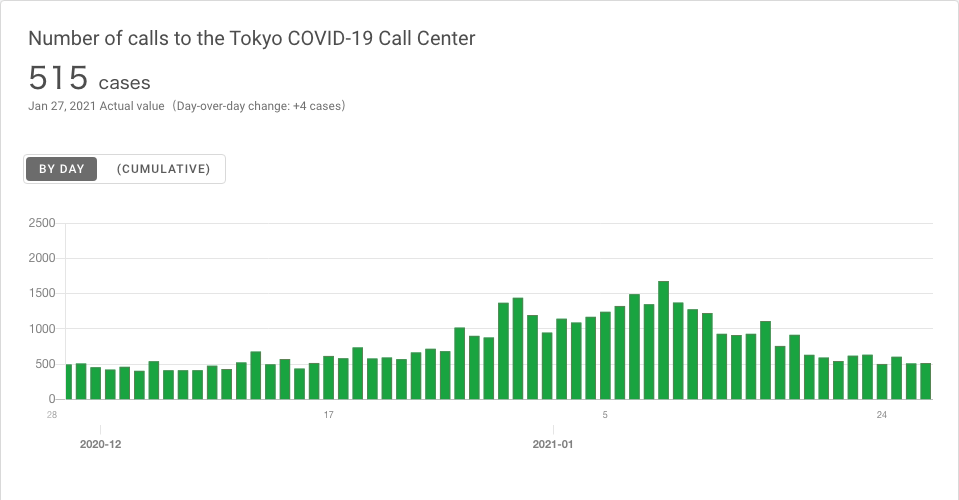 Number of calls to the Tokyo COVID-19 Call Center
515 cases
Jan 27, 2021 Actual value（Day-over-day change: +4 cases）
BY DAY (CUMULATIVE)
2500
2000
1500
1000
500
0
28 17 5 24
2020-12 2021-01